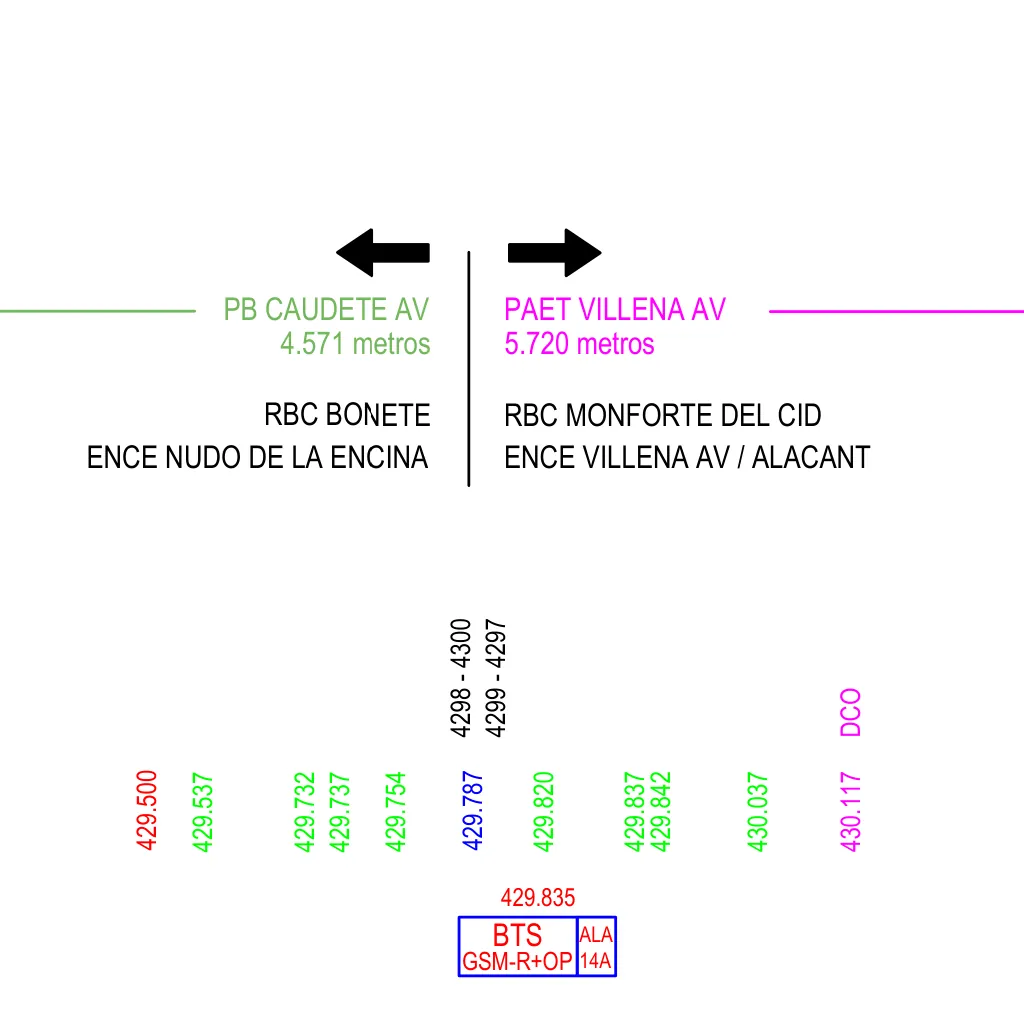 PB CAUDETE AV
4.571 metros
PAET VILLENA AV
5.720 metros
RBC BONETE
ENCE NUDO DE LA ENCINA
RBC MONFORTE DEL CID
ENCE VILLENA AV / ALACANT
4298 - 4300
4299 - 4297
DCO
429.500
429.537
429.732
429.737
429.754
429.787
429.820
429.837
429.842
430.037
430.117
429.835
BTS
GSM-R+OP
ALA
14A